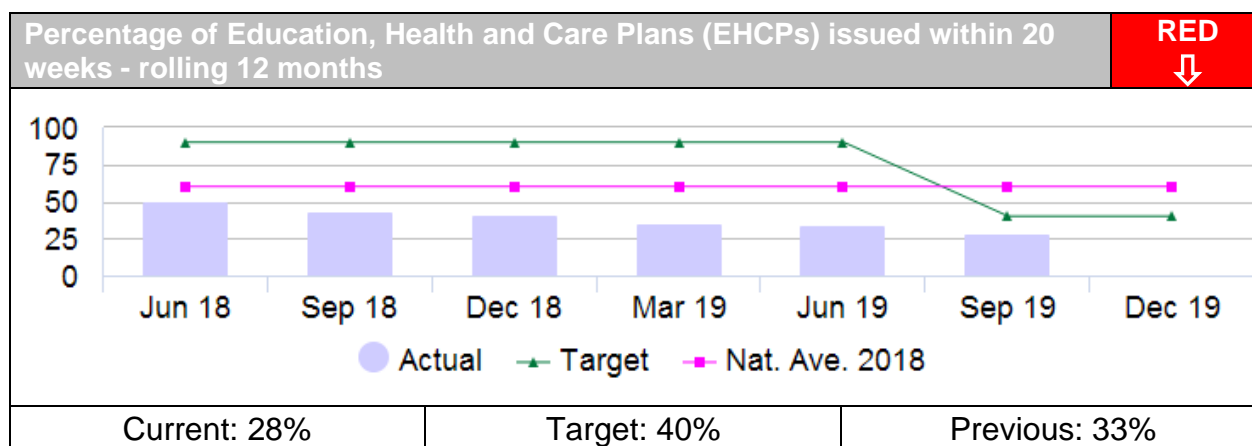 Percentage of Education, Health and Care Plans (EHCPs) issued within 20
weeks - rolling 12 months
RED
100
75
50
25
0
Jun 18 Sep 18 Dec 18 Mar 19 Jun 19 Sep 19 Dec 19
Actual Target Nat. Ave. 2018
Current: 28% Target: 40% Previous: 33%